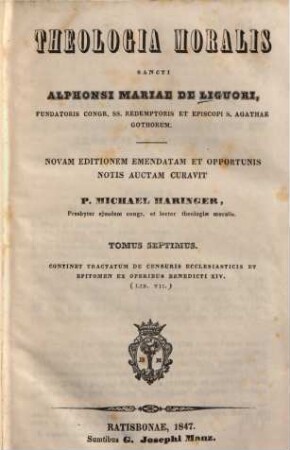 THEOLOGIA MORALIS
SANCTI
ALPHONSI MARIAE DE LIGUORI,
FUNDATORIS CONGR. SS. REDEMPTORIS ET EPISCOPI S. AGATHAE
GOTHORUM.
NOVAM EDITIONEM EMENDATAM ET OPPORTUNIS
NOTIS AUCTAM CURAVIT
P. MICHAEL HARINGER,
Presbyter ejusdem congr. et lector theologiæ moralis.
TOMUS SEPTIMUS.
CONTINET TRACTATUM DE CENSURIS ECCLESIASTICIS ET
EPITOMEN EX OPERIBUS BENEDICTI XIV.
(LIB. VII.)
RATISBONAE, 1847.
Sumtibus G. Josephi Manz.